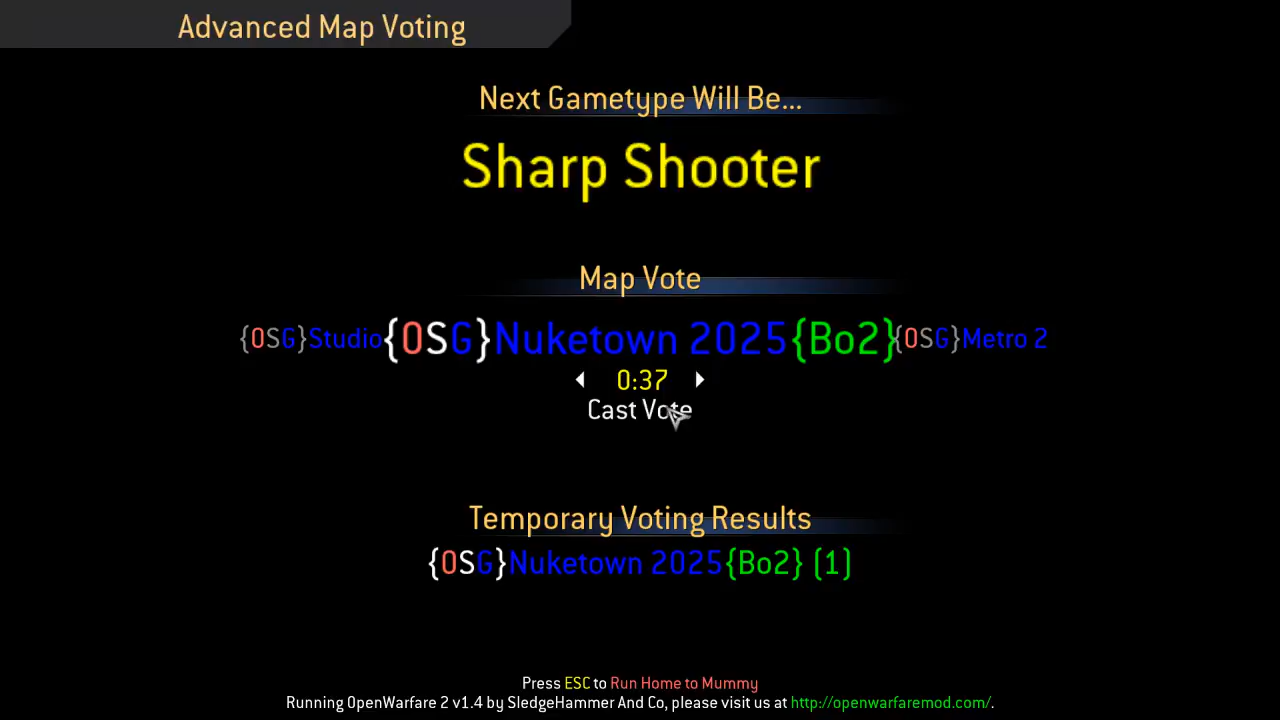 Advanced Map Voting
Next Gametype Will Be...
Sharp Shooter
Map Vote
{OSG}Studio {OSG}Nuketown 2025{Bo2} {OSG}Metro 2
0:37
Cast Vote
Temporary Voting Results
{OSG}Nuketown 2025{Bo2} (1)
Press ESC to Run Home to Mummy
Running OpenWarfare 2 v1.4 by SledgeHammer And Co, please visit us at http://openwarfaremod.com/.